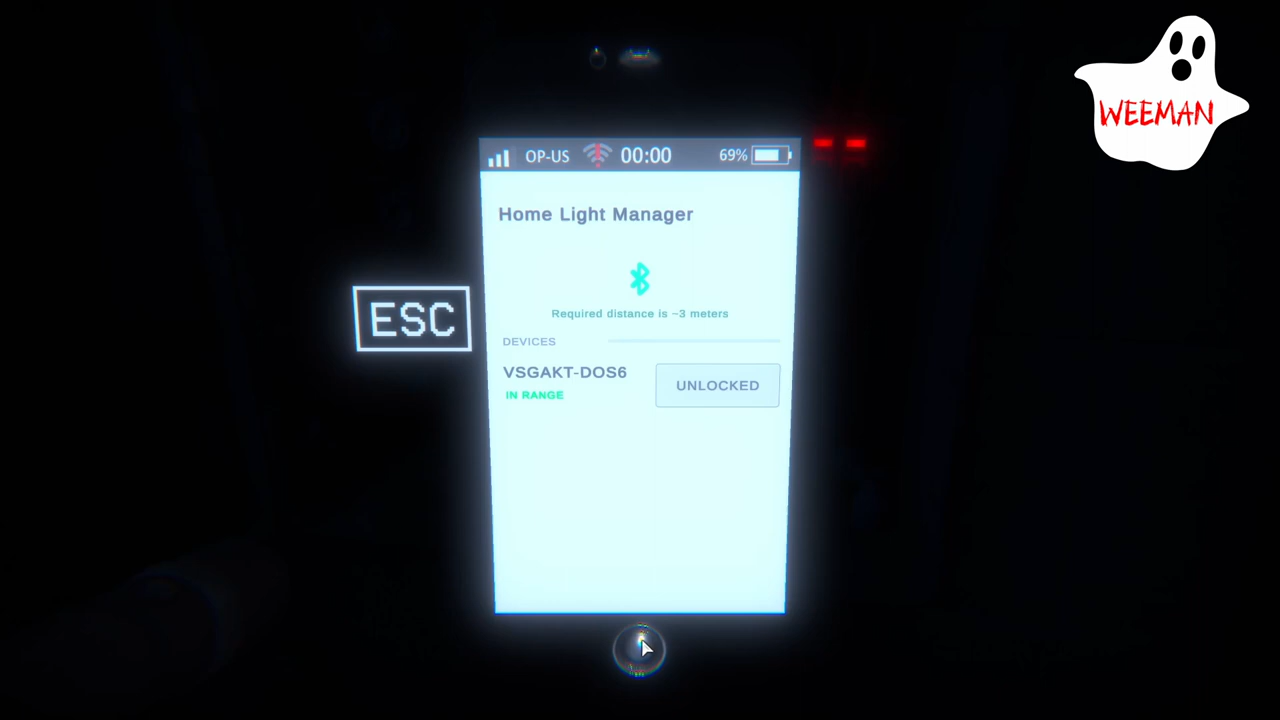 WEEMAN
OP-US 00:00 69%
Home Light Manager
Required distance is ~3 meters
DEVICES
VSGAKT-DOS6
IN RANGE
UNLOCKED
ESC